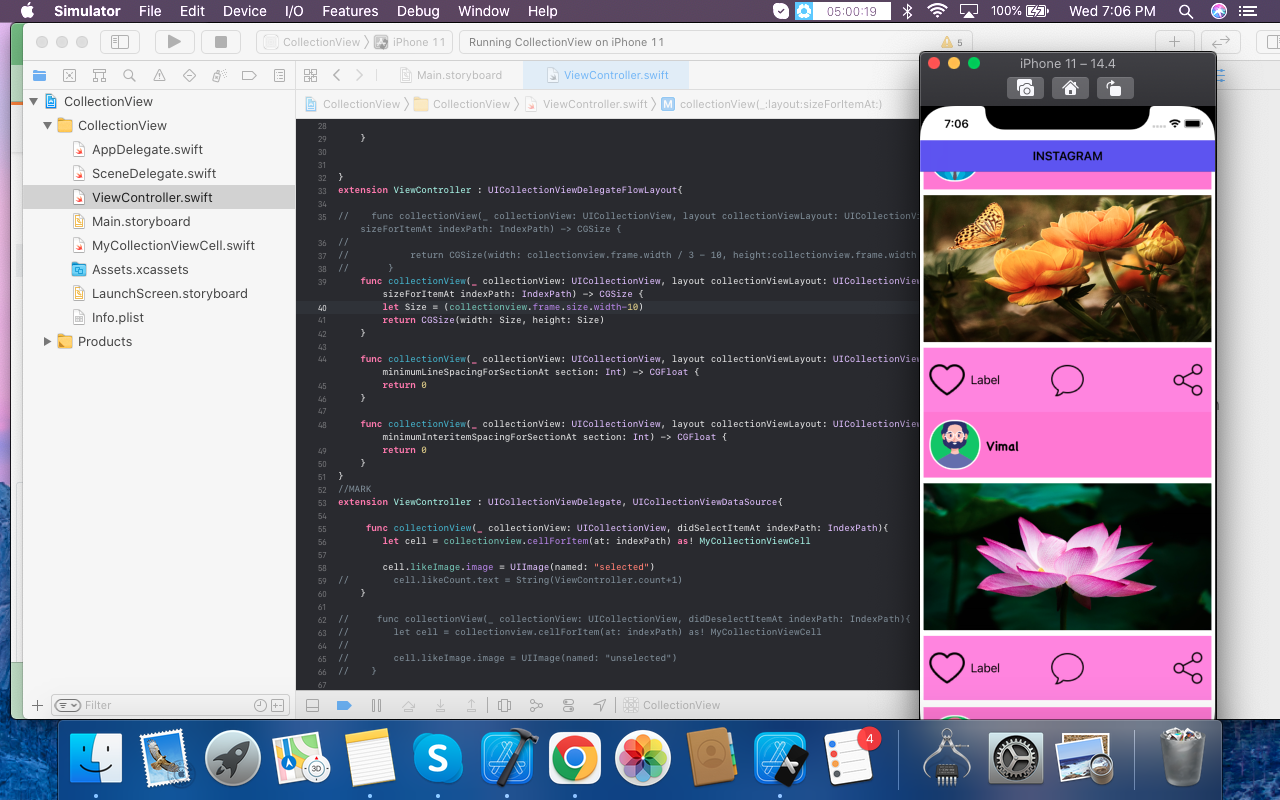 Simulator File Edit Device I/O Features Debug Window Help 05:00:19 100% Wed 7:06 PM
CollectionView iPhone 11 Running CollectionView on iPhone 11 5
Main.storyboard ViewController.swift
CollectionView CollectionView ViewController.swift M collectionView(_:layout:sizeForItemAt:)
CollectionView
CollectionView
AppDelegate.swift
SceneDelegate.swift
ViewController.swift
Main.storyboard
MyCollectionViewCell.swift
Assets.xcassets
LaunchScreen.storyboard
Info.plist
Products
Filter
28
29 }
30
31
32 }
33 extension ViewController : UICollectionViewDelegateFlowLayout{
34
35 // func collectionView(_ collectionView: UICollectionView, layout collectionViewLayout: UICollectionVi
sizeForItemAt indexPath: IndexPath) -> CGSize {
36 //
37 // return CGSize(width: collectionview.frame.width / 3 - 10, height:collectionview.frame.width
38 // }
39 func collectionView(_ collectionView: UICollectionView, layout collectionViewLayout: UICollectionView
sizeForItemAt indexPath: IndexPath) -> CGSize {
40 let Size = (collectionview.frame.size.width-10)
41 return CGSize(width: Size, height: Size)
42 }
43
44 func collectionView(_ collectionView: UICollectionView, layout collectionViewLayout: UICollectionView
minimumLineSpacingForSectionAt section: Int) -> CGFloat {
45 return 0
46 }
47
48 func collectionView(_ collectionView: UICollectionView, layout collectionViewLayout: UICollectionView
minimumInteritemSpacingForSectionAt section: Int) -> CGFloat {
49 return 0
50 }
51 }
52 //MARK
53 extension ViewController : UICollectionViewDelegate, UICollectionViewDataSource{
54
55 func collectionView(_ collectionView: UICollectionView, didSelectItemAt indexPath: IndexPath){
56 let cell = collectionview.cellForItem(at: indexPath) as! MyCollectionViewCell
57
58 cell.likeImage.image = UIImage(named: "selected")
59 // cell.likeCount.text = String(ViewController.count+1)
60 }
61
62 // func collectionView(_ collectionView: UICollectionView, didDeselectItemAt indexPath: IndexPath){
63 // let cell = collectionview.cellForItem(at: indexPath) as! MyCollectionViewCell
64 //
65 // cell.likeImage.image = UIImage(named: "unselected")
66 // }
67
CollectionView
iPhone 11 – 14.4
7:06
INSTAGRAM
Label
Vimal
Label
S
3D
4